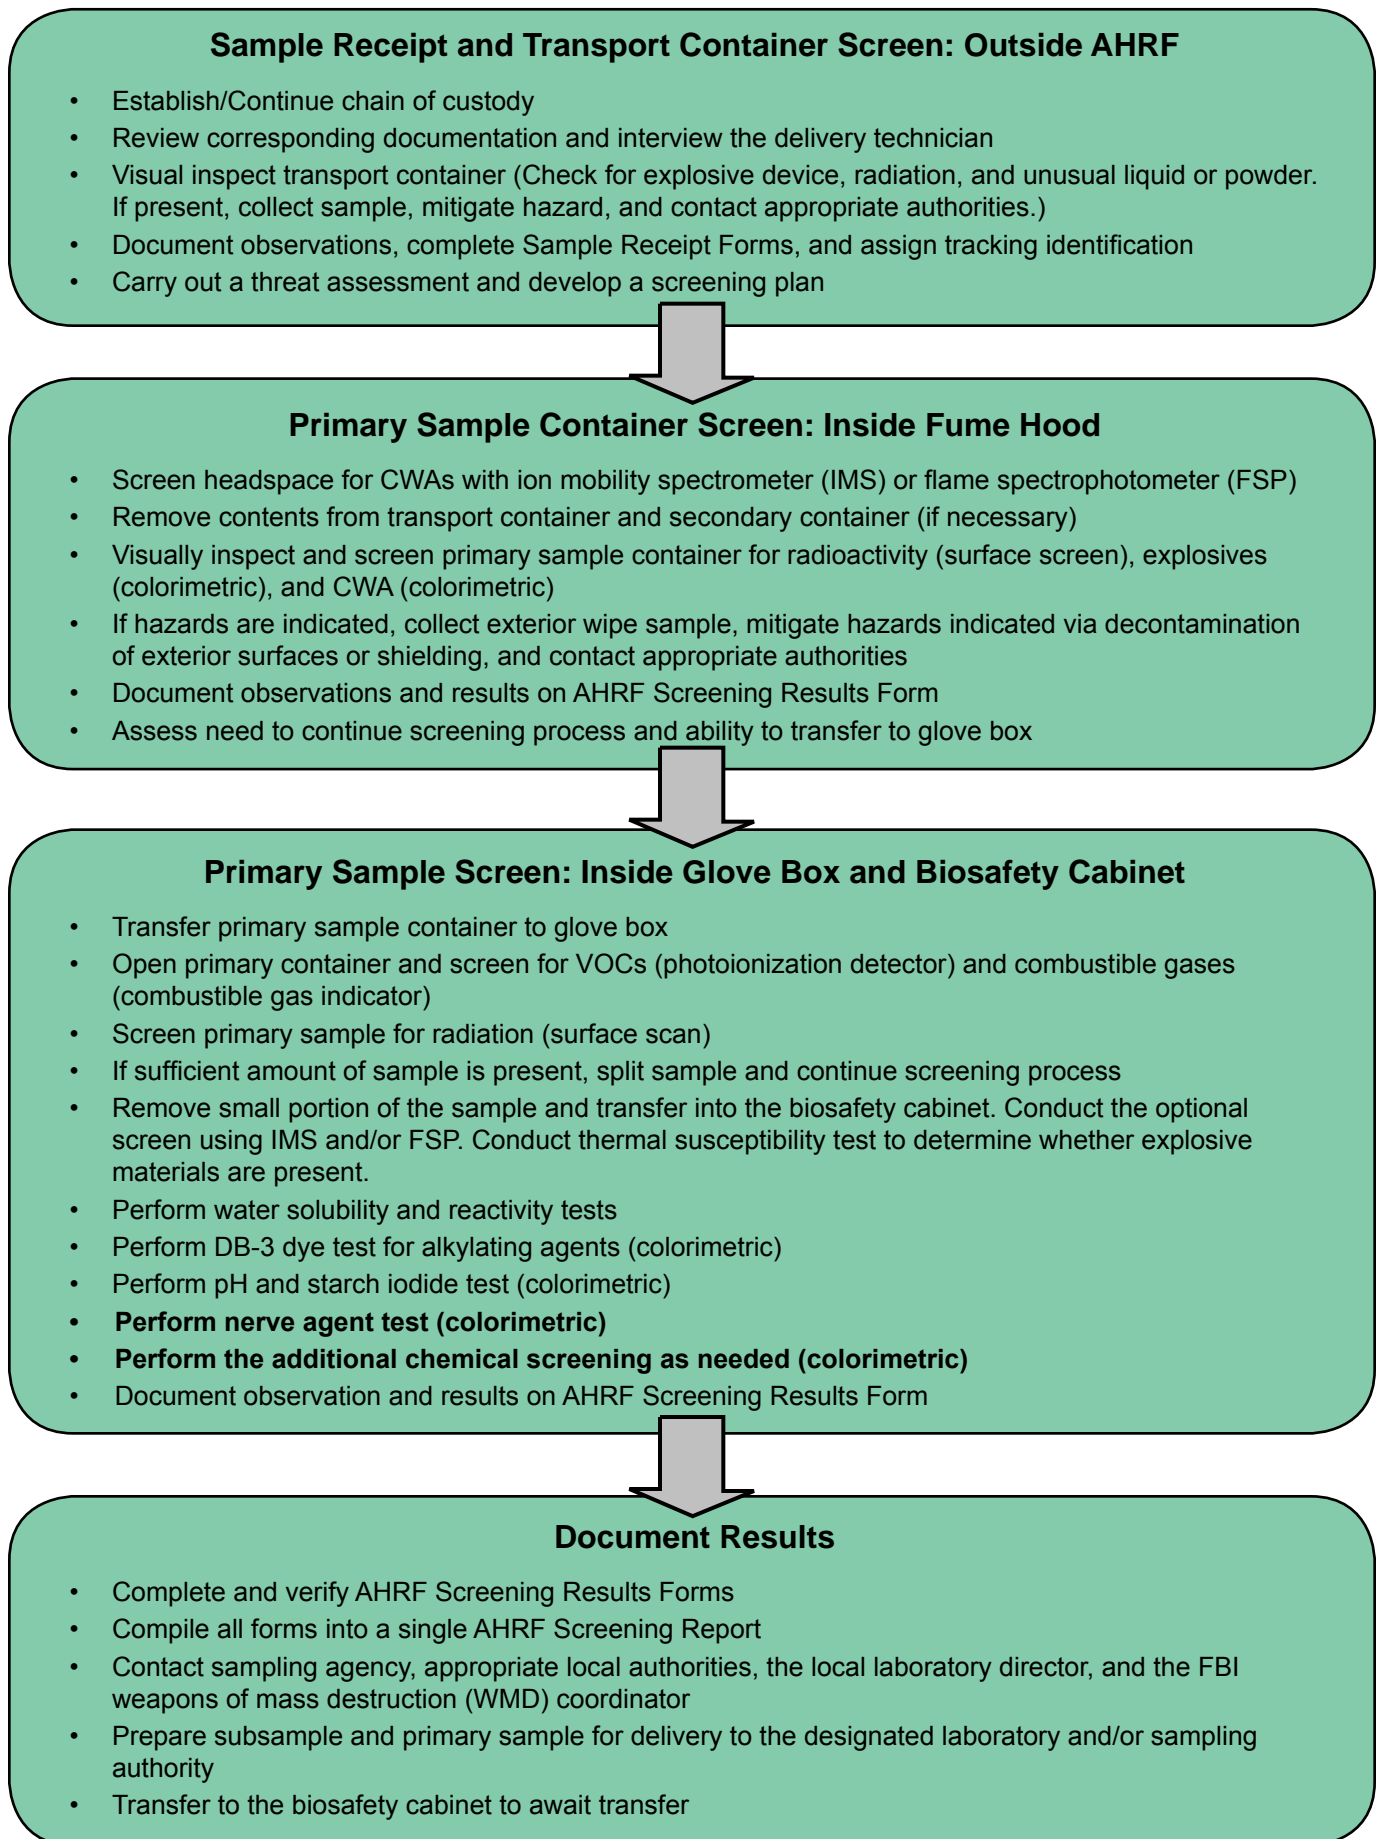 Sample Receipt and Transport Container Screen: Outside AHRF
• Establish/Continue chain of custody
• Review corresponding documentation and interview the delivery technician
• Visual inspect transport container (Check for explosive device, radiation, and unusual liquid or powder.
If present, collect sample, mitigate hazard, and contact appropriate authorities.)
• Document observations, complete Sample Receipt Forms, and assign tracking identification
• Carry out a threat assessment and develop a screening plan
Primary Sample Container Screen: Inside Fume Hood
• Screen headspace for CWAs with ion mobility spectrometer (IMS) or flame spectrophotometer (FSP)
• Remove contents from transport container and secondary container (if necessary)
• Visually inspect and screen primary sample container for radioactivity (surface screen), explosives
(colorimetric), and CWA (colorimetric)
• If hazards are indicated, collect exterior wipe sample, mitigate hazards indicated via decontamination
of exterior surfaces or shielding, and contact appropriate authorities
• Document observations and results on AHRF Screening Results Form
• Assess need to continue screening process and ability to transfer to glove box
Primary Sample Screen: Inside Glove Box and Biosafety Cabinet
• Transfer primary sample container to glove box
• Open primary container and screen for VOCs (photoionization detector) and combustible gases
(combustible gas indicator)
• Screen primary sample for radiation (surface scan)
• If sufficient amount of sample is present, split sample and continue screening process
• Remove small portion of the sample and transfer into the biosafety cabinet. Conduct the optional
screen using IMS and/or FSP. Conduct thermal susceptibility test to determine whether explosive
materials are present.
• Perform water solubility and reactivity tests
• Perform DB-3 dye test for alkylating agents (colorimetric)
• Perform pH and starch iodide test (colorimetric)
• Perform nerve agent test (colorimetric)
• Perform the additional chemical screening as needed (colorimetric)
• Document observation and results on AHRF Screening Results Form
Document Results
• Complete and verify AHRF Screening Results Forms
• Compile all forms into a single AHRF Screening Report
• Contact sampling agency, appropriate local authorities, the local laboratory director, and the FBI
weapons of mass destruction (WMD) coordinator
• Prepare subsample and primary sample for delivery to the designated laboratory and/or sampling
authority
• Transfer to the biosafety cabinet to await transfer